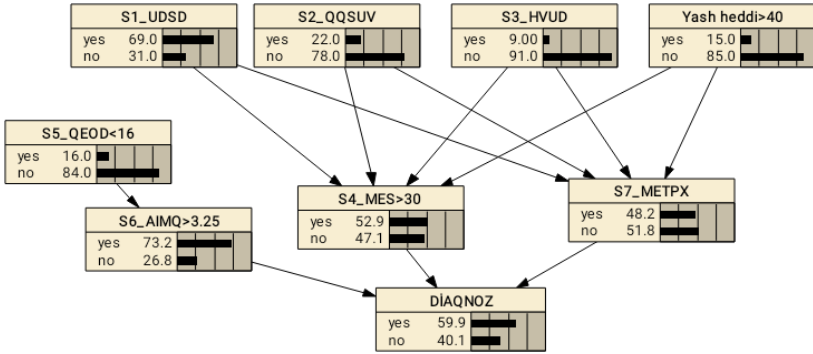 S1_UDSD
yes 69.0
no 31.0
S2_QQSUV
yes 22.0
no 78.0
S3_HVUD
yes 9.00
no 91.0
Yash heddi>40
yes 15.0
no 85.0
S5_QEOD<16
yes 16.0
no 84.0
S4_MES>30
yes 52.9
no 47.1
S7_METPX
yes 48.2
no 51.8
S6_AIMQ>3.25
yes 73.2
no 26.8
DİAQNOZ
yes 59.9
no 40.1